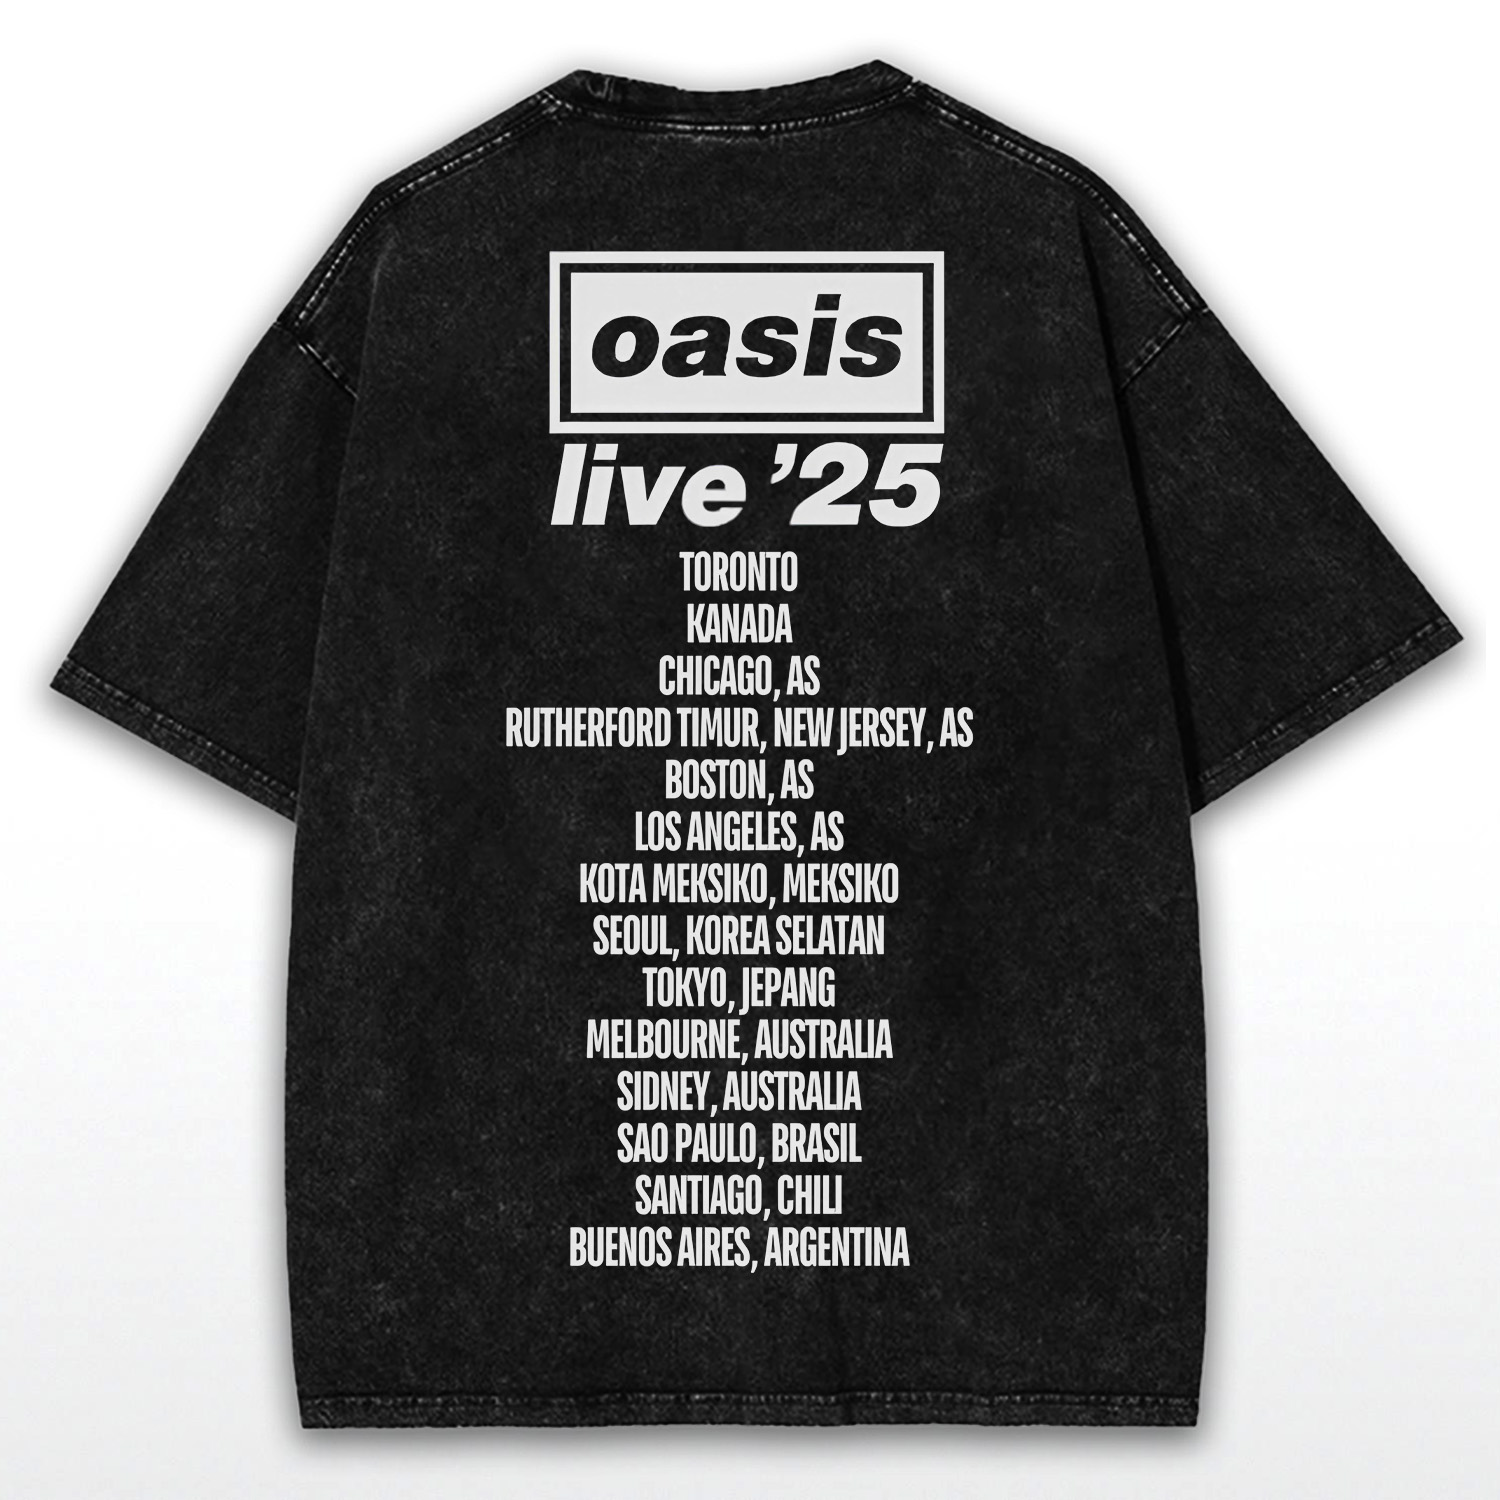 oasis
live '25
TORONTO
KANADA
CHICAGO, AS
RUTHERFORD TIMUR, NEW JERSEY, AS
BOSTON, AS
LOS ANGELES, AS
KOTA MEKSIKO, MEKSIKO
SEOUL, KOREA SELATAN
TOKYO, JEPANG
MELBOURNE, AUSTRALIA
SIDNEY, AUSTRALIA
SAO PAULO, BRASIL
SANTIAGO, CHILI
BUENOS AIRES, ARGENTINA